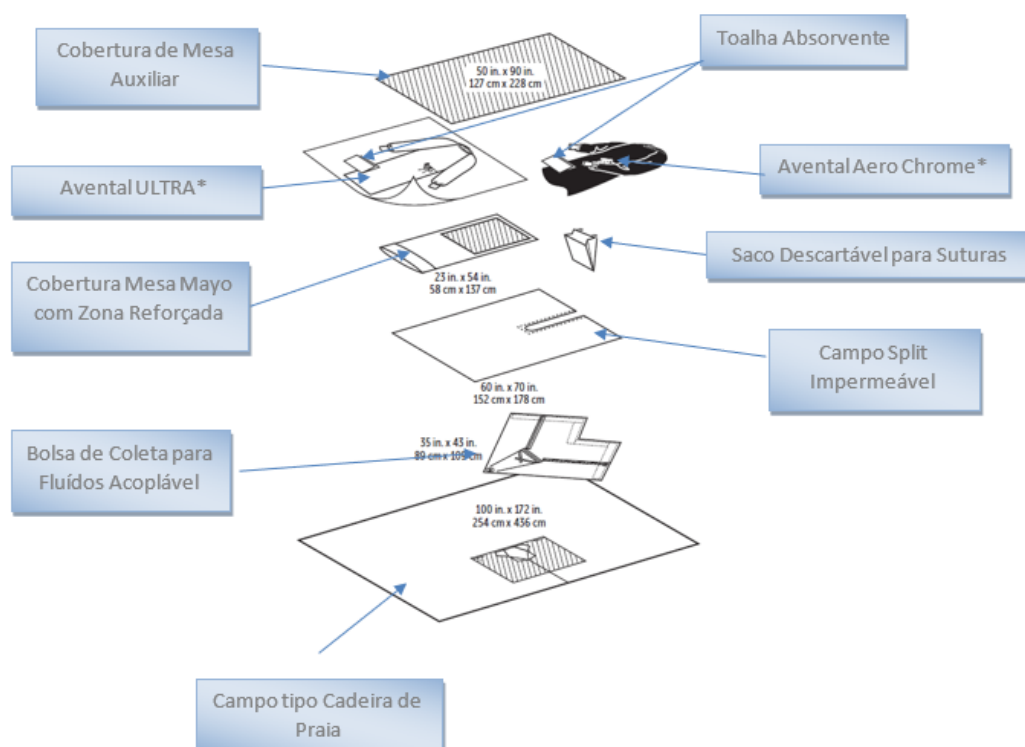 Cobertura de Mesa
Auxiliar
Toalha Absorvente
50 in. x 90 in.
127 cm x 228 cm
Avental ULTRA*
Avental Aero Chrome*
Saco Descartável para Suturas
Cobertura Mesa Mayo
com Zona Reforçada
23 in. x 54 in.
58 cm x 137 cm
Campo Split
Impermeável
60 in. x 70 in.
152 cm x 178 cm
Bolsa de Coleta para
Fluídos Acoplável
35 in. x 43 in.
89 cm x 109 cm
100 in. x 172 in.
254 cm x 436 cm
Campo tipo Cadeira de
Praia